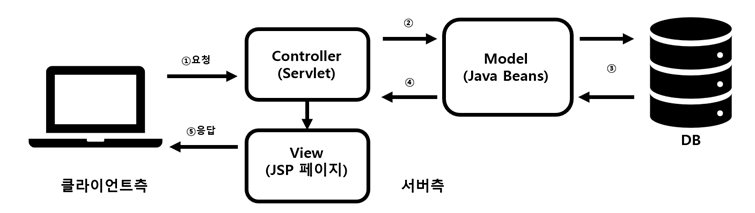 ①요청
Controller
(Servlet)
②
④
Model
(Java Beans)
③
DB
⑤응답
View
(JSP 페이지)
클라이언트측
서버측